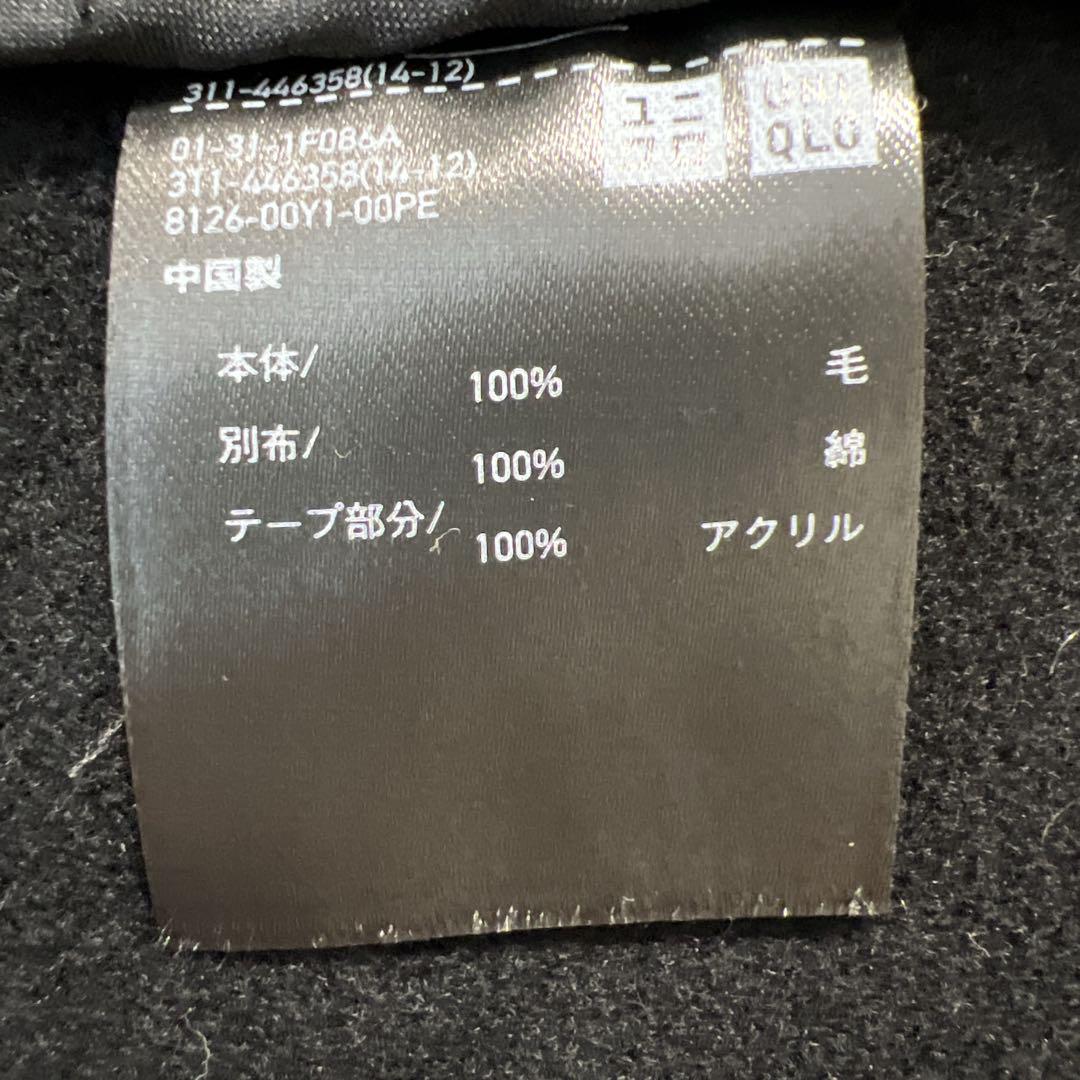 311-446358(14-12)
ユニ
クロ
UNI
QLO
01-31-1F086A
311-446358(14-12)
8126-00Y1-00PE
中国製
本体/ 100% 毛
別布/ 100% 綿
テープ部分/ 100% アクリル